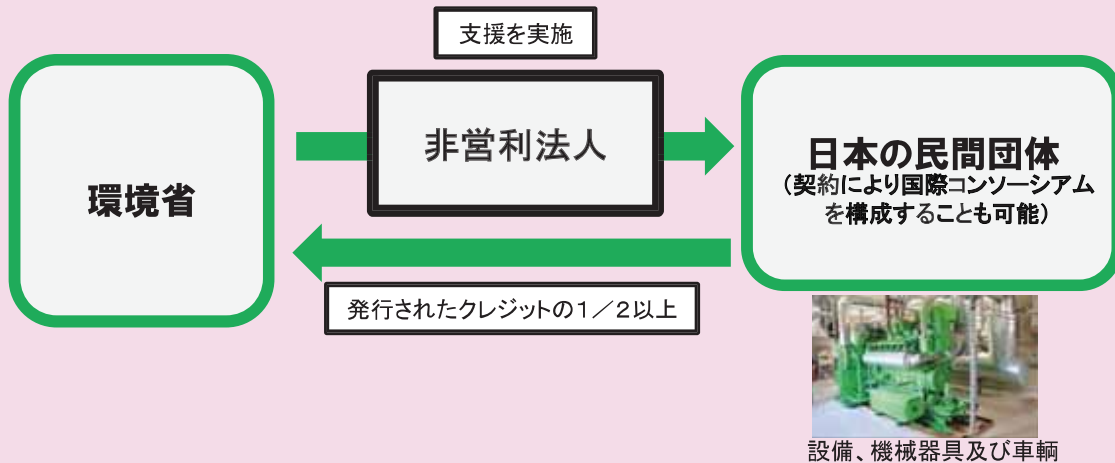 支援を実施
環境省
非営利法人
日本の民間団体
（契約により国際コンソーシアム
を構成することも可能）
発行されたクレジットの１／２以上
設備、機械器具及び車輌